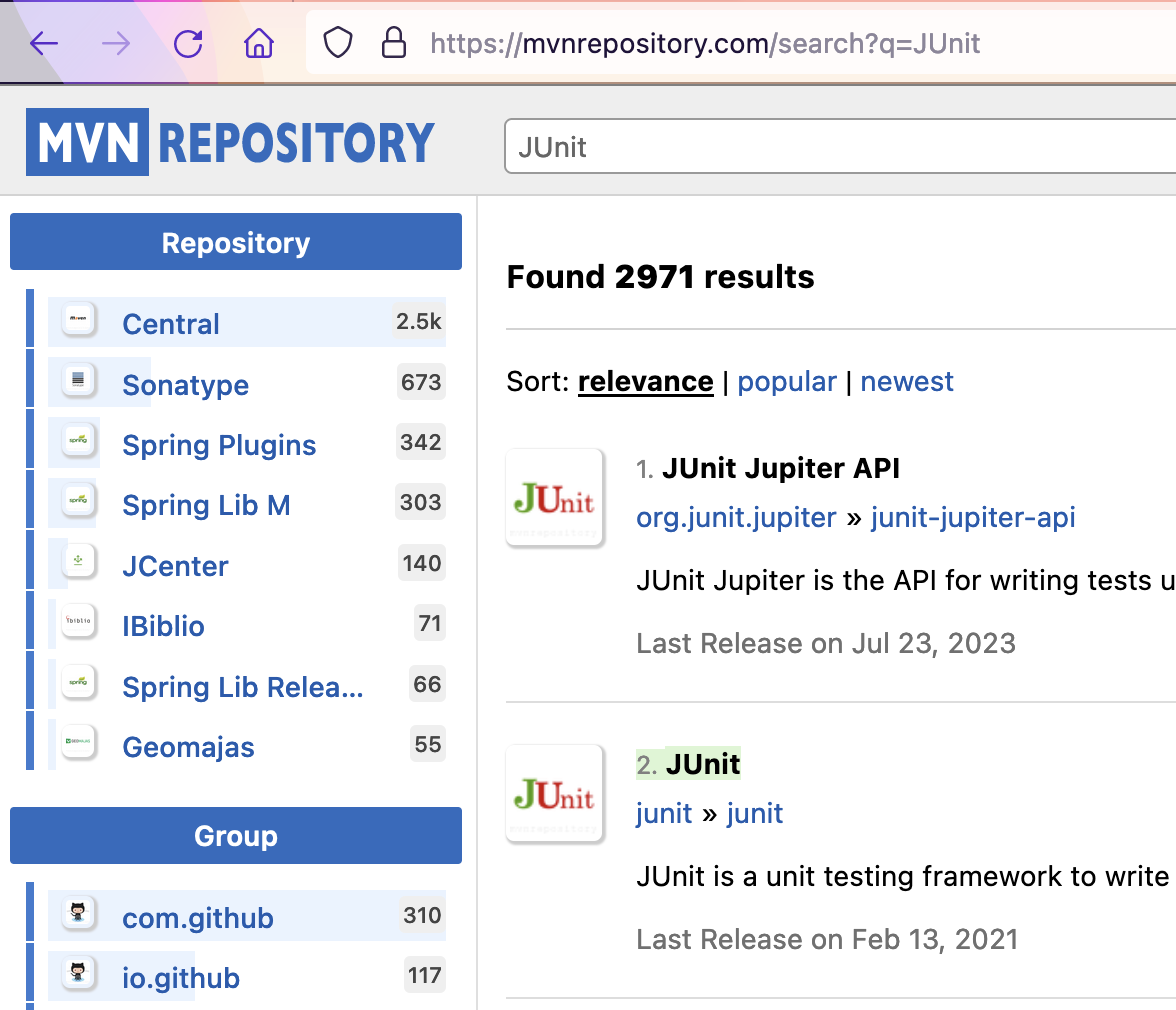 https://mvnrepository.com/search?q=JUnit
MVN REPOSITORY
JUnit
Repository
Central 2.5k
Sonatype 673
Spring Plugins 342
Spring Lib M 303
JCenter 140
IBiblio 71
Spring Lib Relea... 66
Geomajas 55
Group
com.github 310
io.github 117
Found 2971 results
Sort: relevance | popular | newest
JUnit
mvnrepository
1. JUnit Jupiter API
org.junit.jupiter » junit-jupiter-api
JUnit Jupiter is the API for writing tests u
Last Release on Jul 23, 2023
JUnit
mvnrepository
2. JUnit
junit » junit
JUnit is a unit testing framework to write
Last Release on Feb 13, 2021